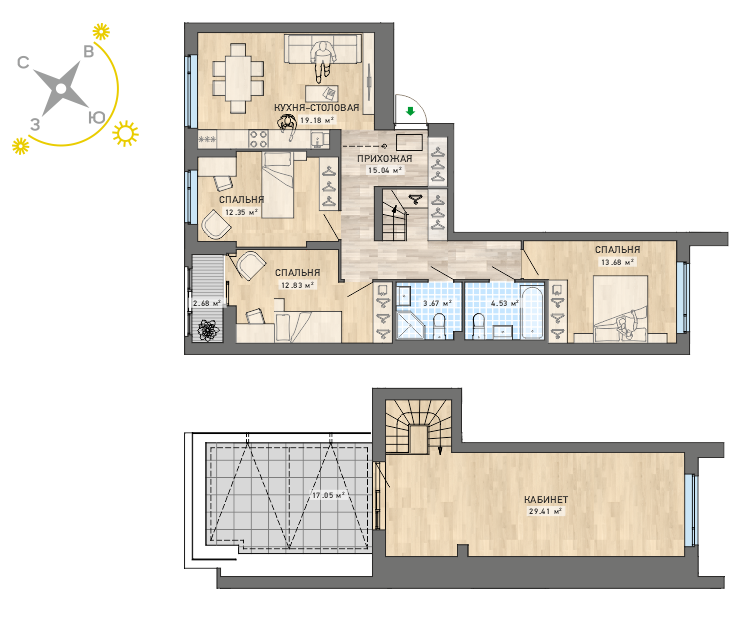 С
В
З
Ю
КУХНЯ-СТОЛОВАЯ
19.18 м²
ПРИХОЖАЯ
15.04 м²
СПАЛЬНЯ
12.35 м²
СПАЛЬНЯ
12.83 м²
СПАЛЬНЯ
13.68 м²
2.68 м²
3.67 м²
4.53 м²
17.05 м²
КАБИНЕТ
29.41 м²